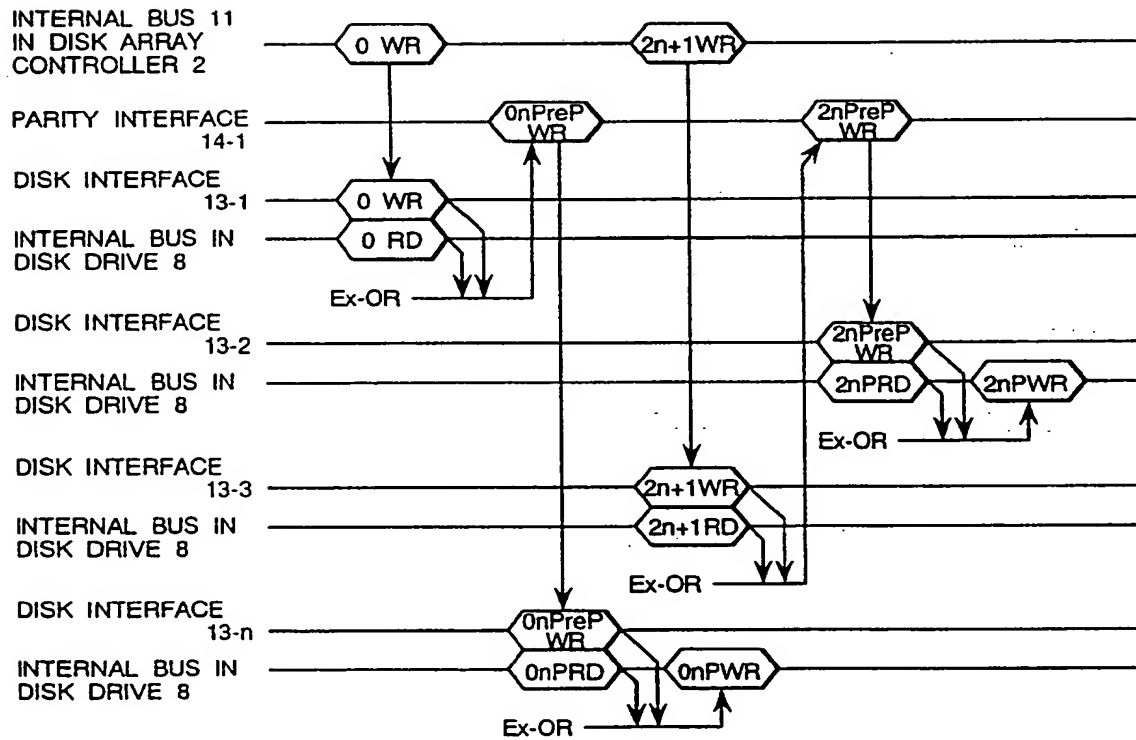 INTERNAL BUS 11
IN DISK ARRAY
CONTROLLER 2
0 WR
2n+1WR
PARITY INTERFACE
14-1
0nPreP
WR
2nPreP
WR
DISK INTERFACE
13-1
0 WR
INTERNAL BUS IN
DISK DRIVE 8
0 RD
Ex-OR
DISK INTERFACE
13-2
2nPreP
WR
INTERNAL BUS IN
DISK DRIVE 8
2nPRD
2nPWR
Ex-OR
DISK INTERFACE
13-3
2n+1WR
INTERNAL BUS IN
DISK DRIVE 8
2n+1RD
Ex-OR
DISK INTERFACE
13-n
0nPreP
WR
INTERNAL BUS IN
DISK DRIVE 8
0nPRD
0nPWR
Ex-OR